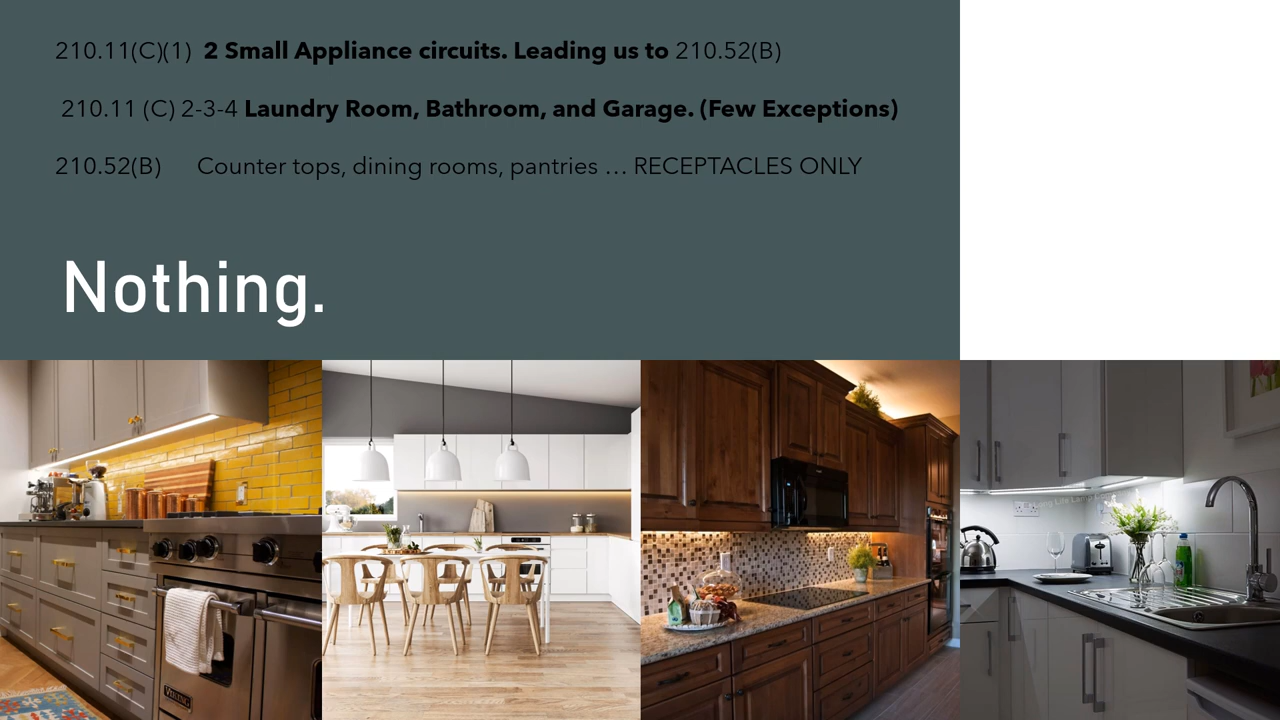 210.11(C)(1) 2 Small Appliance circuits. Leading us to 210.52(B)
210.11 (C) 2-3-4 Laundry Room, Bathroom, and Garage. (Few Exceptions)
210.52(B) Counter tops, dining rooms, pantries … RECEPTACLES ONLY
Nothing.
VIKING